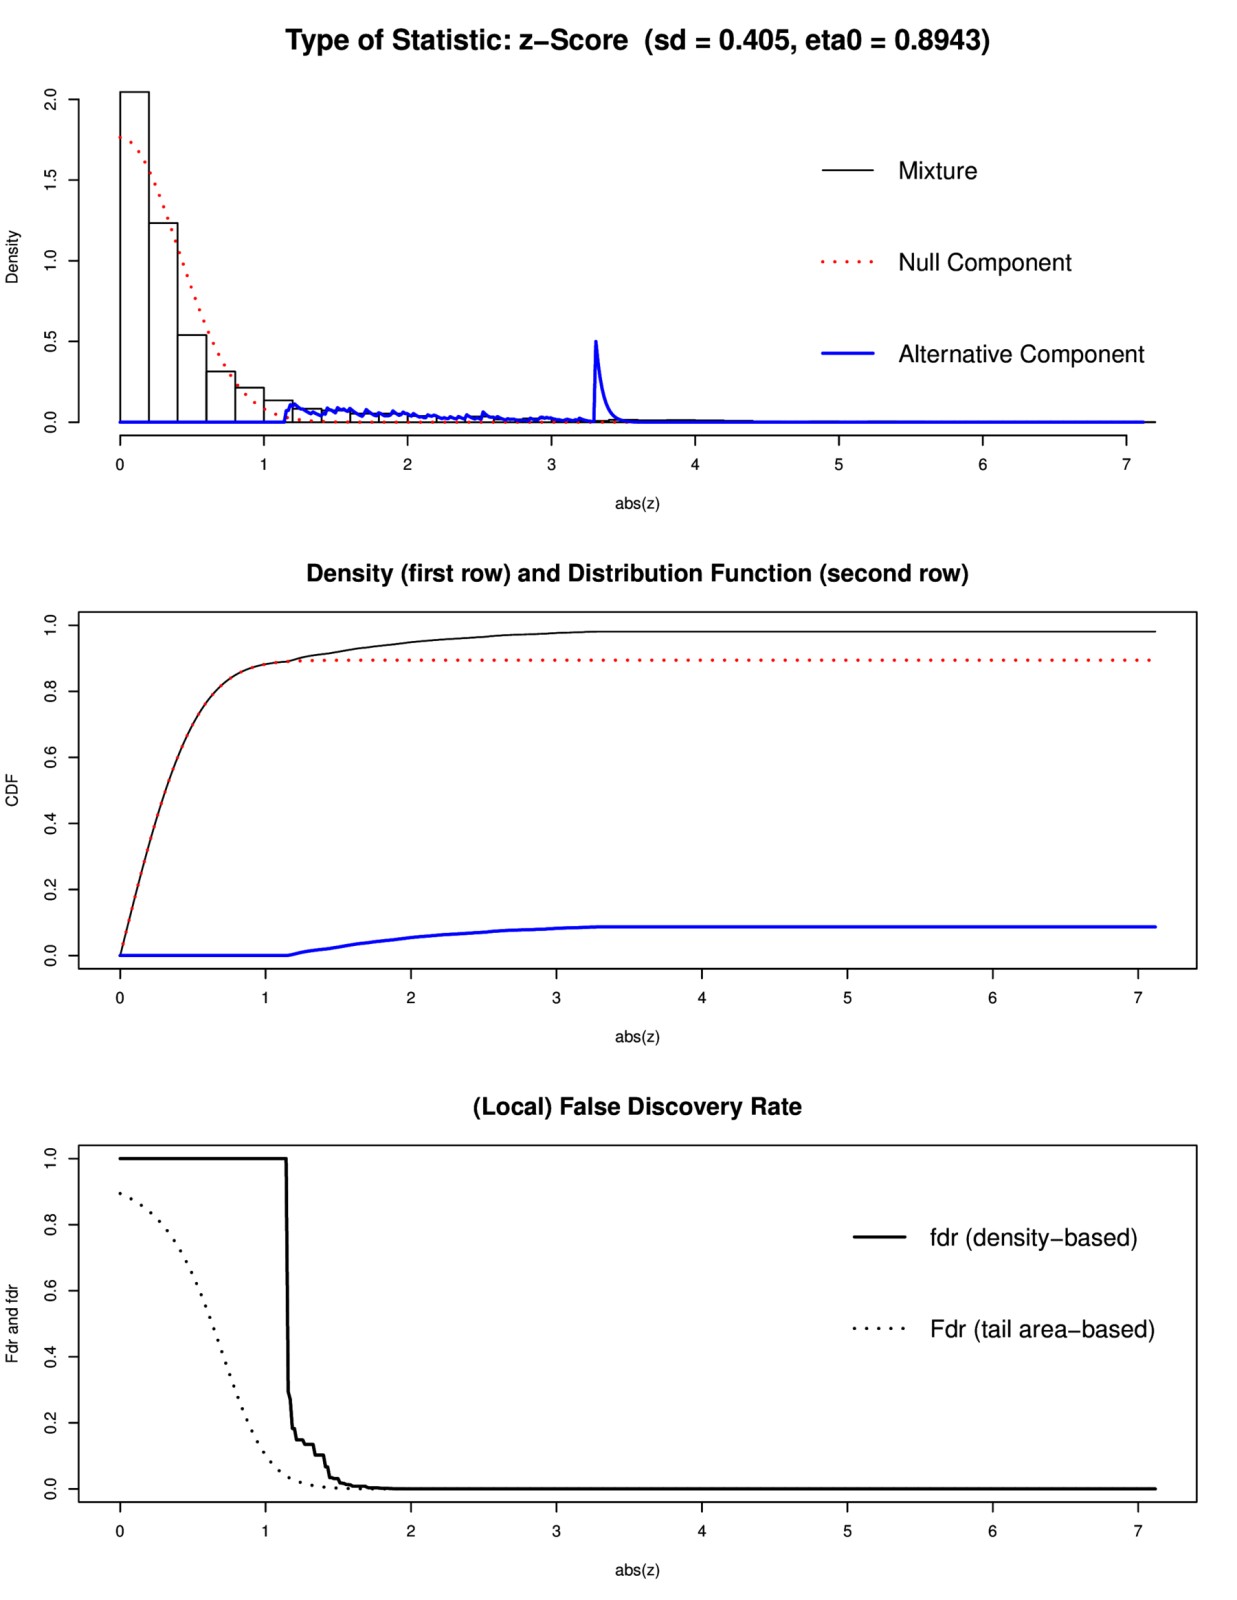 Type of Statistic: z−Score (sd = 0.405, eta0 = 0.8943)
2.0
1.5
1.0
0.5
0.0
Density
Mixture
Null Component
Alternative Component
0 1 2 3 4 5 6 7
abs(z)
Density (first row) and Distribution Function (second row)
1.0
0.8
0.6
0.4
0.2
0.0
CDF
0 1 2 3 4 5 6 7
abs(z)
(Local) False Discovery Rate
1.0
0.8
0.6
0.4
0.2
0.0
Fdr and fdr
fdr (density−based)
Fdr (tail area−based)
0 1 2 3 4 5 6 7
abs(z)